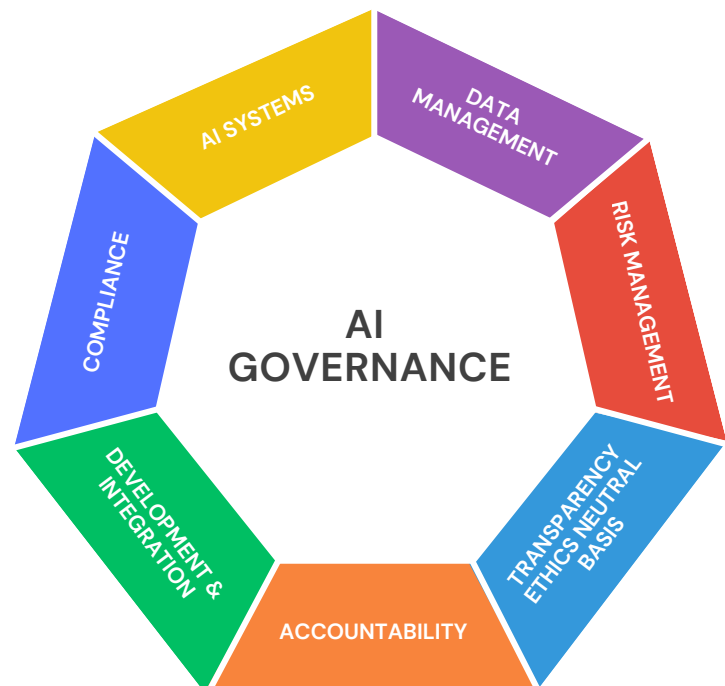 AI SYSTEMS
DATA
MANAGEMENT
RISK MANAGEMENT
TRANSPARENCY
ETHICS NEUTRAL
BASIS
ACCOUNTABILITY
DEVELOPMENT &
INTEGRATION
COMPLIANCE
AI
GOVERNANCE